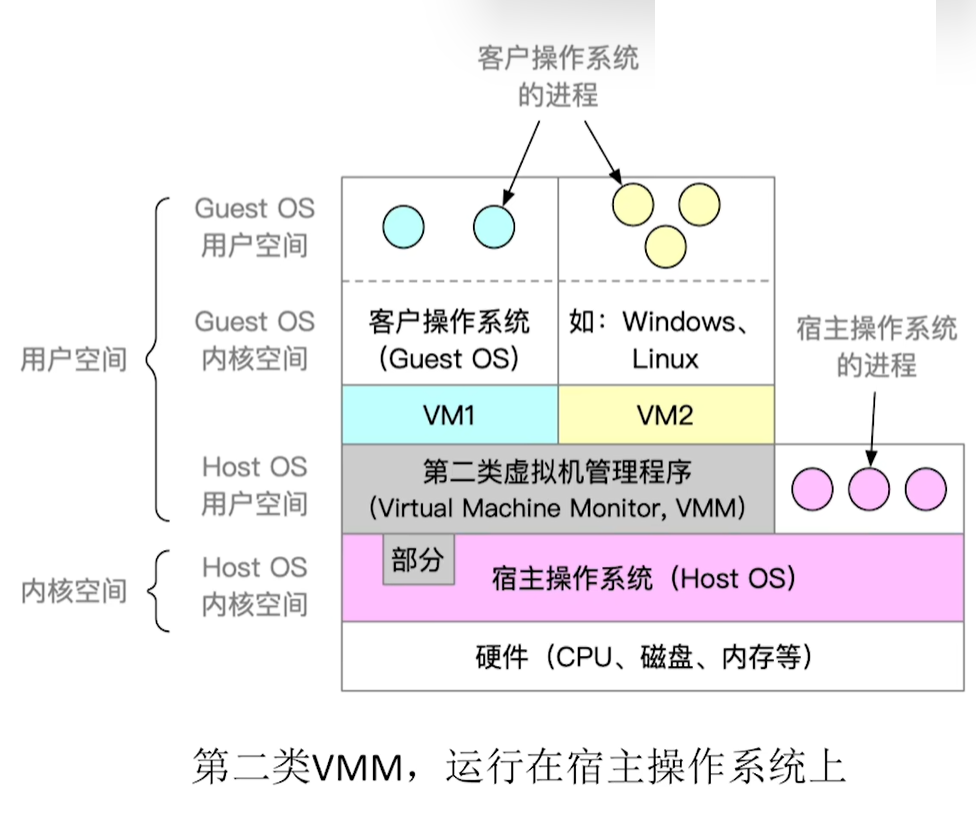 客户操作系统
的进程
Guest OS
用户空间
Guest OS
内核空间
客户操作系统
（Guest OS）
如：Windows、
Linux
宿主操作系统
的进程
用户空间
VM1
VM2
Host OS
用户空间
第二类虚拟机管理程序
（Virtual Machine Monitor, VMM）
部分
内核空间
Host OS
内核空间
宿主操作系统（Host OS）
硬件（CPU、磁盘、内存等）
第二类VMM，运行在宿主操作系统上